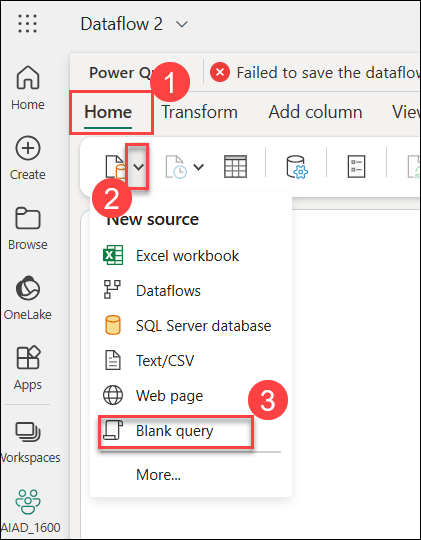 Dataflow 2
Power Qu
Failed to save the dataflow
1
Home
Transform
Add column
View
Home
Create
Browse
OneLake
Apps
Workspaces
AIAD_1600
2
New source
Excel workbook
Dataflows
SQL Server database
Text/CSV
Web page
3
Blank query
More...